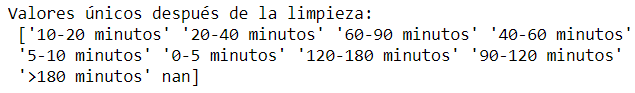 Valores únicos después de la limpieza:
['10-20 minutos' '20-40 minutos' '60-90 minutos' '40-60 minutos'
'5-10 minutos' '0-5 minutos' '120-180 minutos' '90-120 minutos'
'>180 minutos' nan]